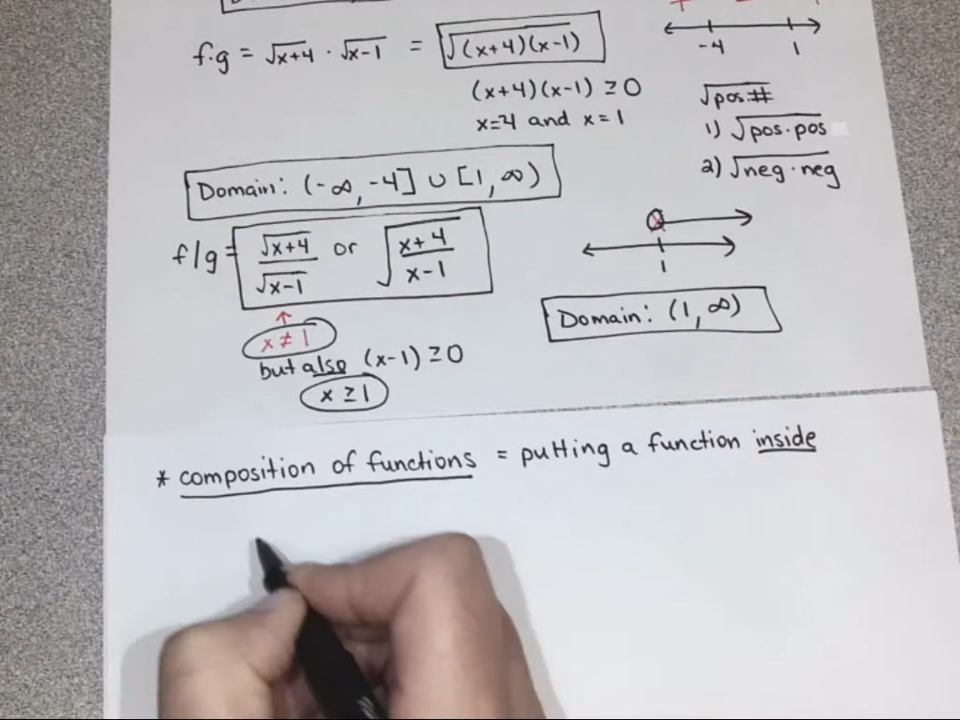 +
f·g = √x+4 · √x-1 = √(x+4)(x-1)
-4 1
(x+4)(x-1) ≥ 0
x=-4 and x=1
√pos.#
1) √pos·pos
2) √neg·neg
Domain: (-∞, -4] ∪ [1, ∞)
f/g = √x+4 / √x-1 or √x+4 / x-1
1
Domain: (1, ∞)
↑
x ≠ 1
but also (x-1) ≥ 0
x ≥ 1
* composition of functions = putting a function inside